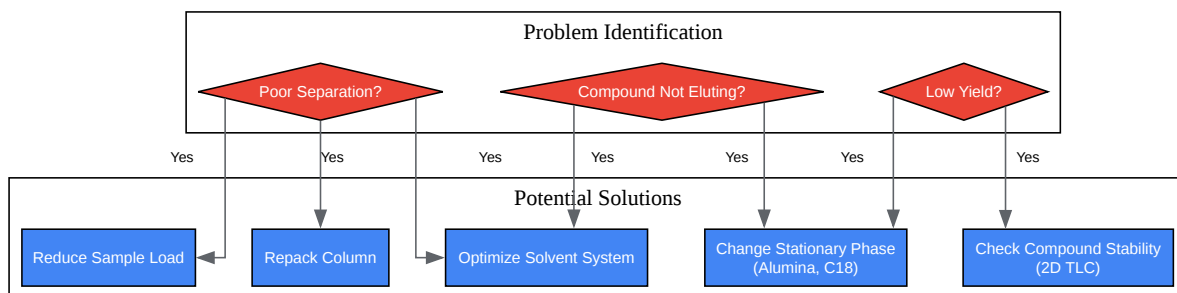 Problem Identification
Poor Separation?
Compound Not Eluting?
Low Yield?
Yes
Yes
Yes
Yes
Yes
Yes
Yes
Potential Solutions
Reduce Sample Load
Repack Column
Optimize Solvent System
Change Stationary Phase
(Alumina, C18)
Check Compound Stability
(2D TLC)